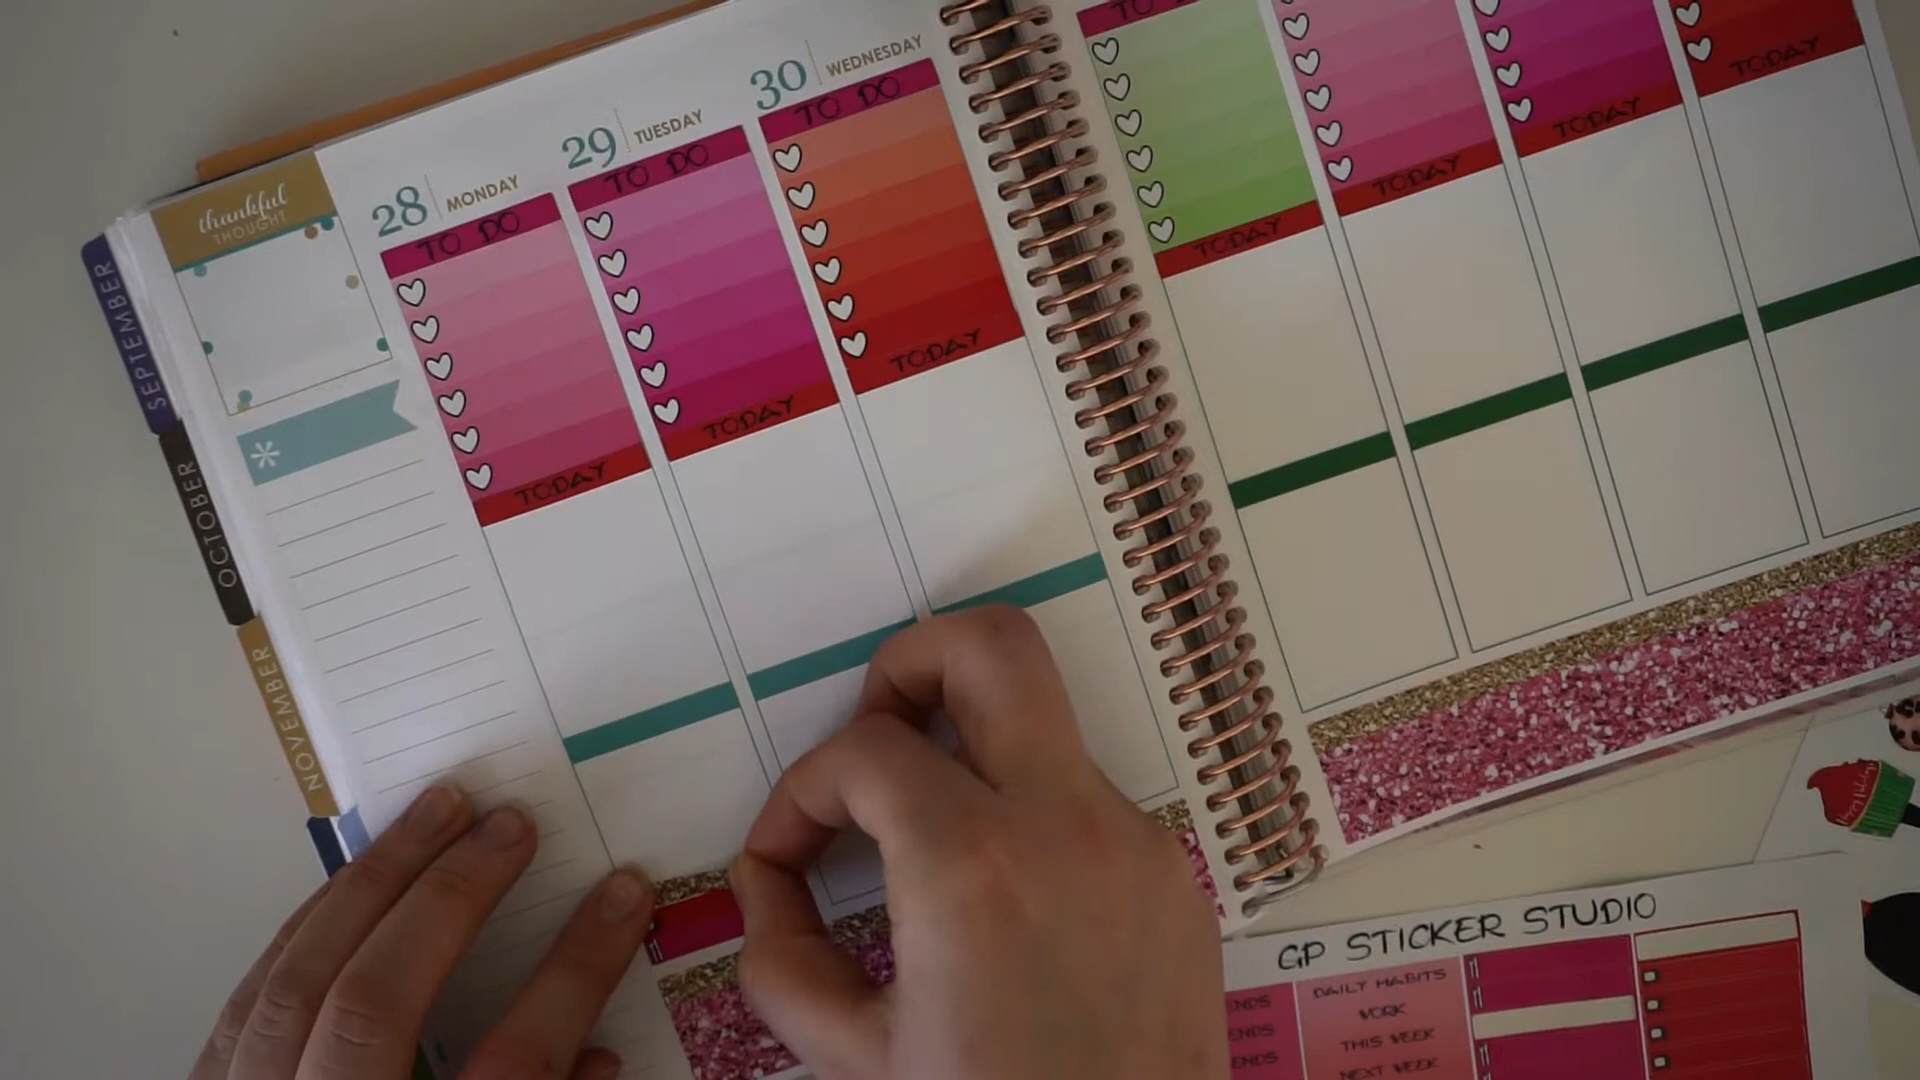 thankful
THOUGHT
28 MONDAY
29 TUESDAY
30 WEDNESDAY
TO DO
TO DO
TO DO
TO
TODAY
TODAY
TODAY
TODAY
TODAY
TODAY
TODAY
SEPTEMBER
OCTOBER
NOVEMBER
GP STICKER STUDIO
DAILY HABITS
WORK
THIS WEEK
NEXT WEEK